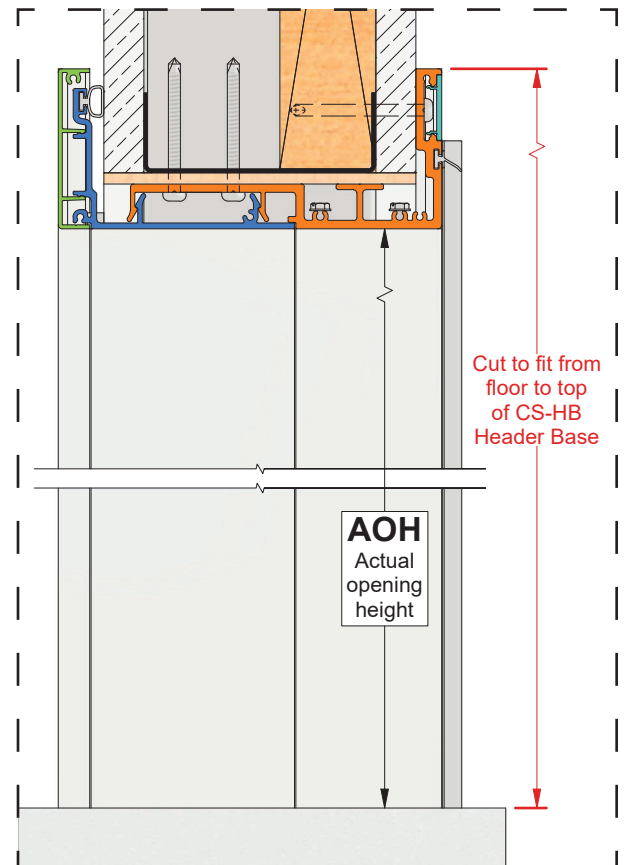 Cut to fit from
floor to top
of CS-HB
Header Base
AOH
Actual
opening
height